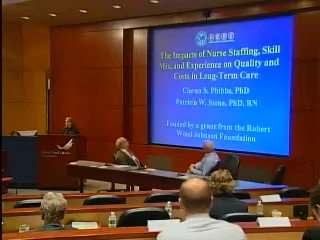 The Impacts of Nurse Staffing, Skill
Mix, and Experience on Quality and
Costs in Long-Term Care
Ciaran S. Phibbs, PhD
Patricia W. Stone, PhD, RN
Funded by a grant from the Robert
Wood Johnson Foundation